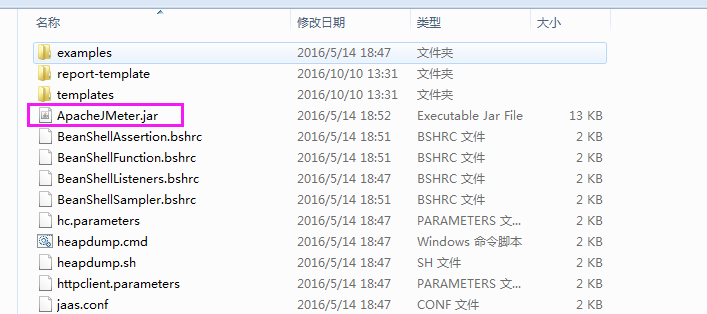 名称 修改日期 类型 大小
examples 2016/5/14 18:47 文件夹
report-template 2016/10/10 13:31 文件夹
templates 2016/10/10 13:31 文件夹
ApacheJMeter.jar 2016/5/14 18:52 Executable Jar File 13 KB
BeanShellAssertion.bshrc 2016/5/14 18:51 BSHRC 文件 2 KB
BeanShellFunction.bshrc 2016/5/14 18:51 BSHRC 文件 2 KB
BeanShellListeners.bshrc 2016/5/14 18:47 BSHRC 文件 2 KB
BeanShellSampler.bshrc 2016/5/14 18:51 BSHRC 文件 2 KB
hc.parameters 2016/5/14 18:47 PARAMETERS 文... 2 KB
heapdump.cmd 2016/5/14 18:47 Windows 命令脚本 2 KB
heapdump.sh 2016/5/14 18:47 SH 文件 2 KB
httpclient.parameters 2016/5/14 18:47 PARAMETERS 文... 2 KB
jaas.conf 2016/5/14 18:47 CONF 文件 2 KB